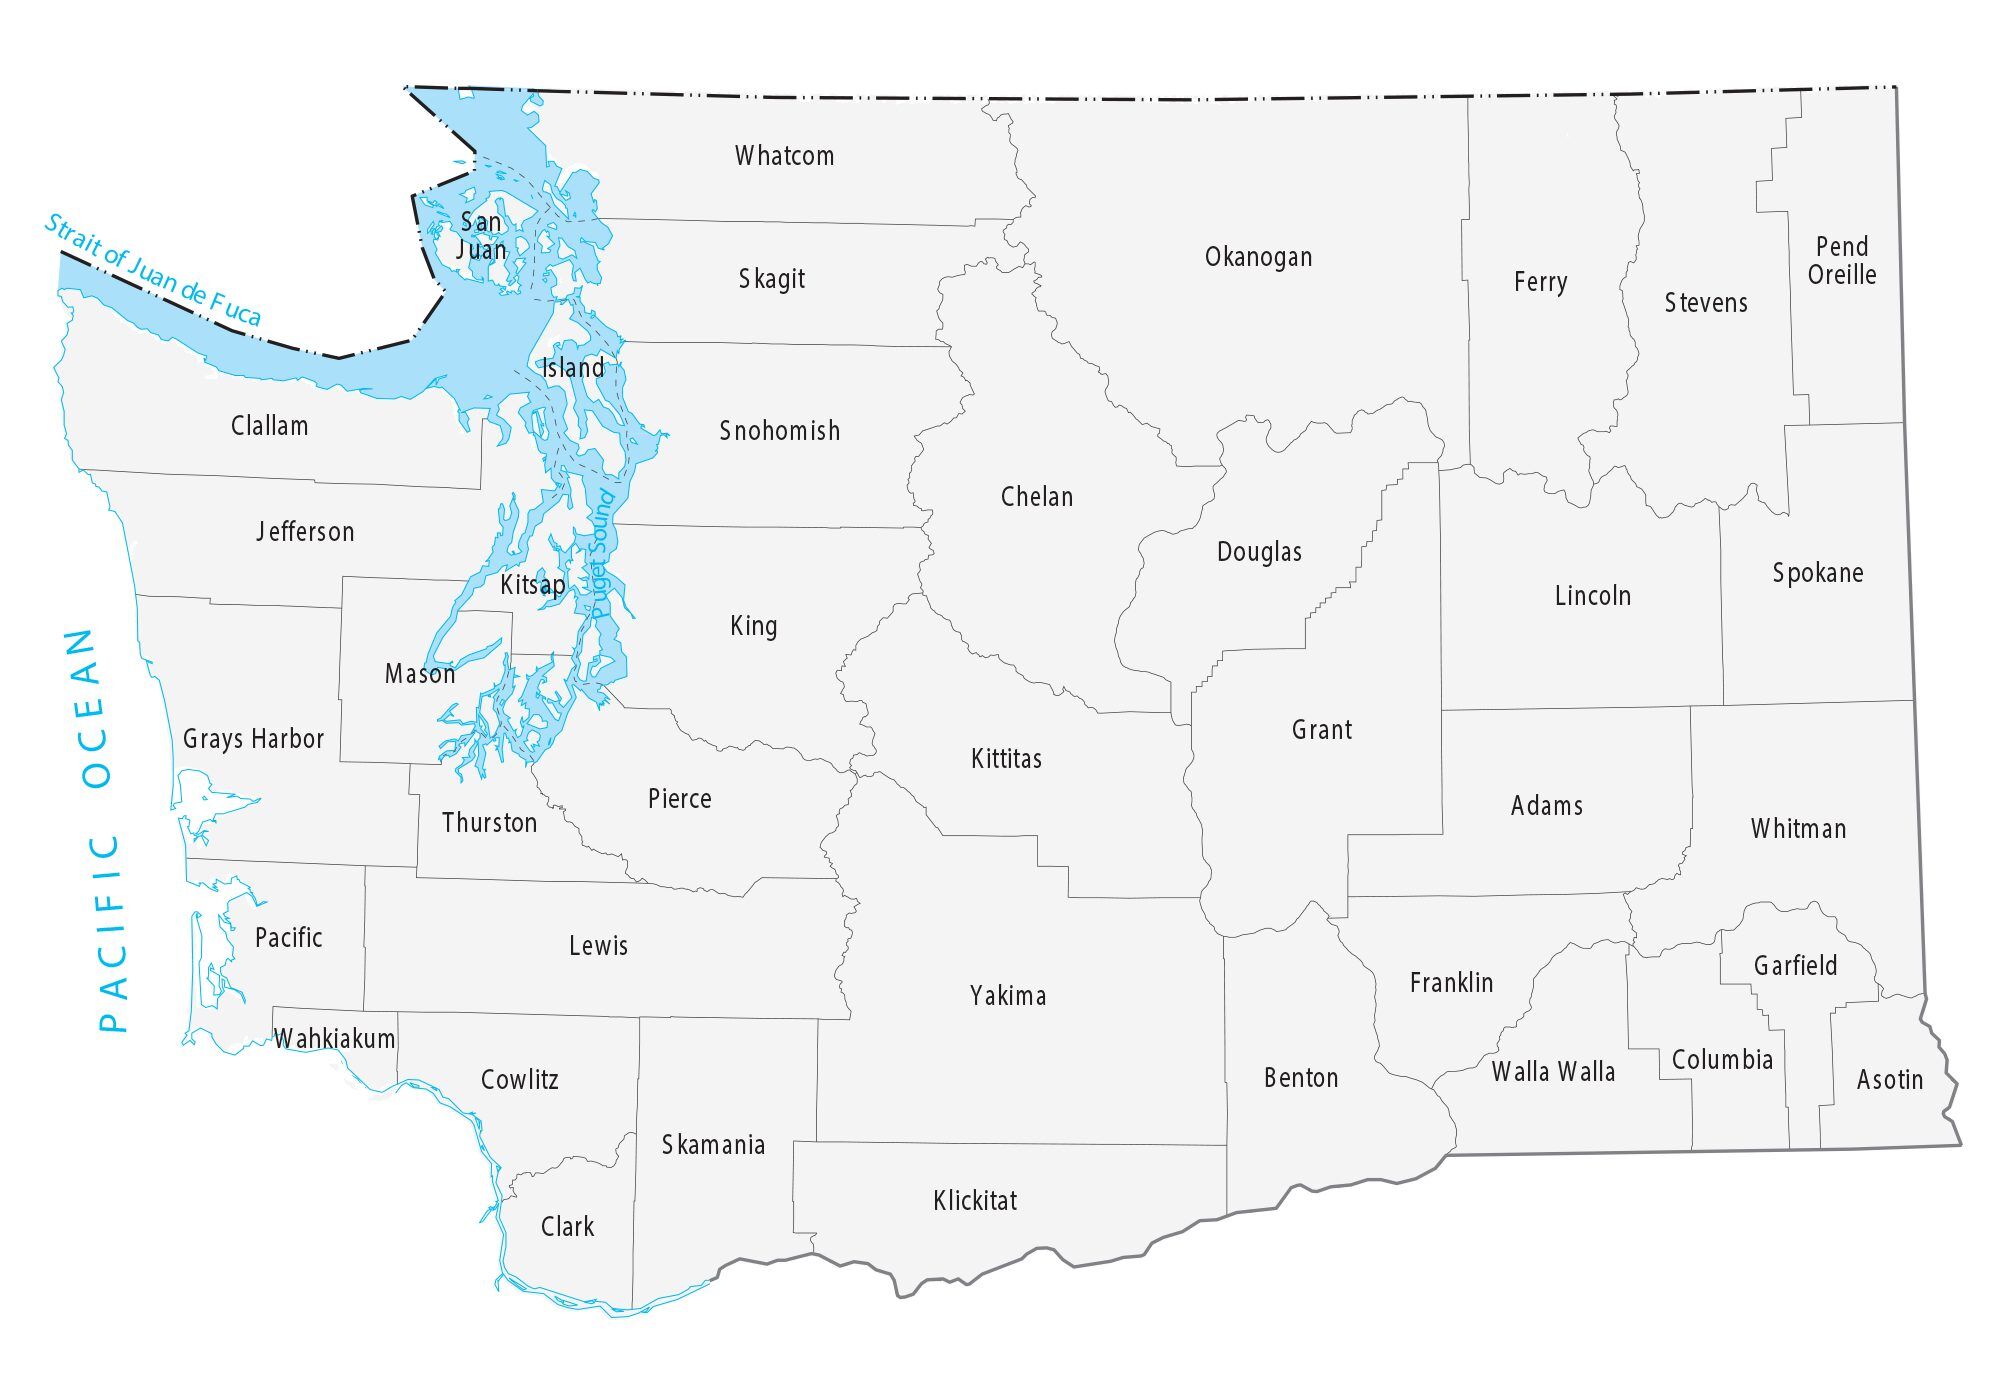 Whatcom
San
Juan
Strait of Juan de Fuca
Skagit
Okanogan
Ferry
Stevens
Pend
Oreille
Island
Clallam
Snohomish
Chelan
Jefferson
Puget Sound
Kitsap
Douglas
Lincoln
Spokane
King
Mason
Grays Harbor
Kittitas
Grant
PACIFIC OCEAN
Thurston
Pierce
Adams
Whitman
Pacific
Lewis
Yakima
Franklin
Garfield
Wahkiakum
Cowlitz
Benton
Walla Walla
Columbia
Asotin
Skamania
Klickitat
Clark